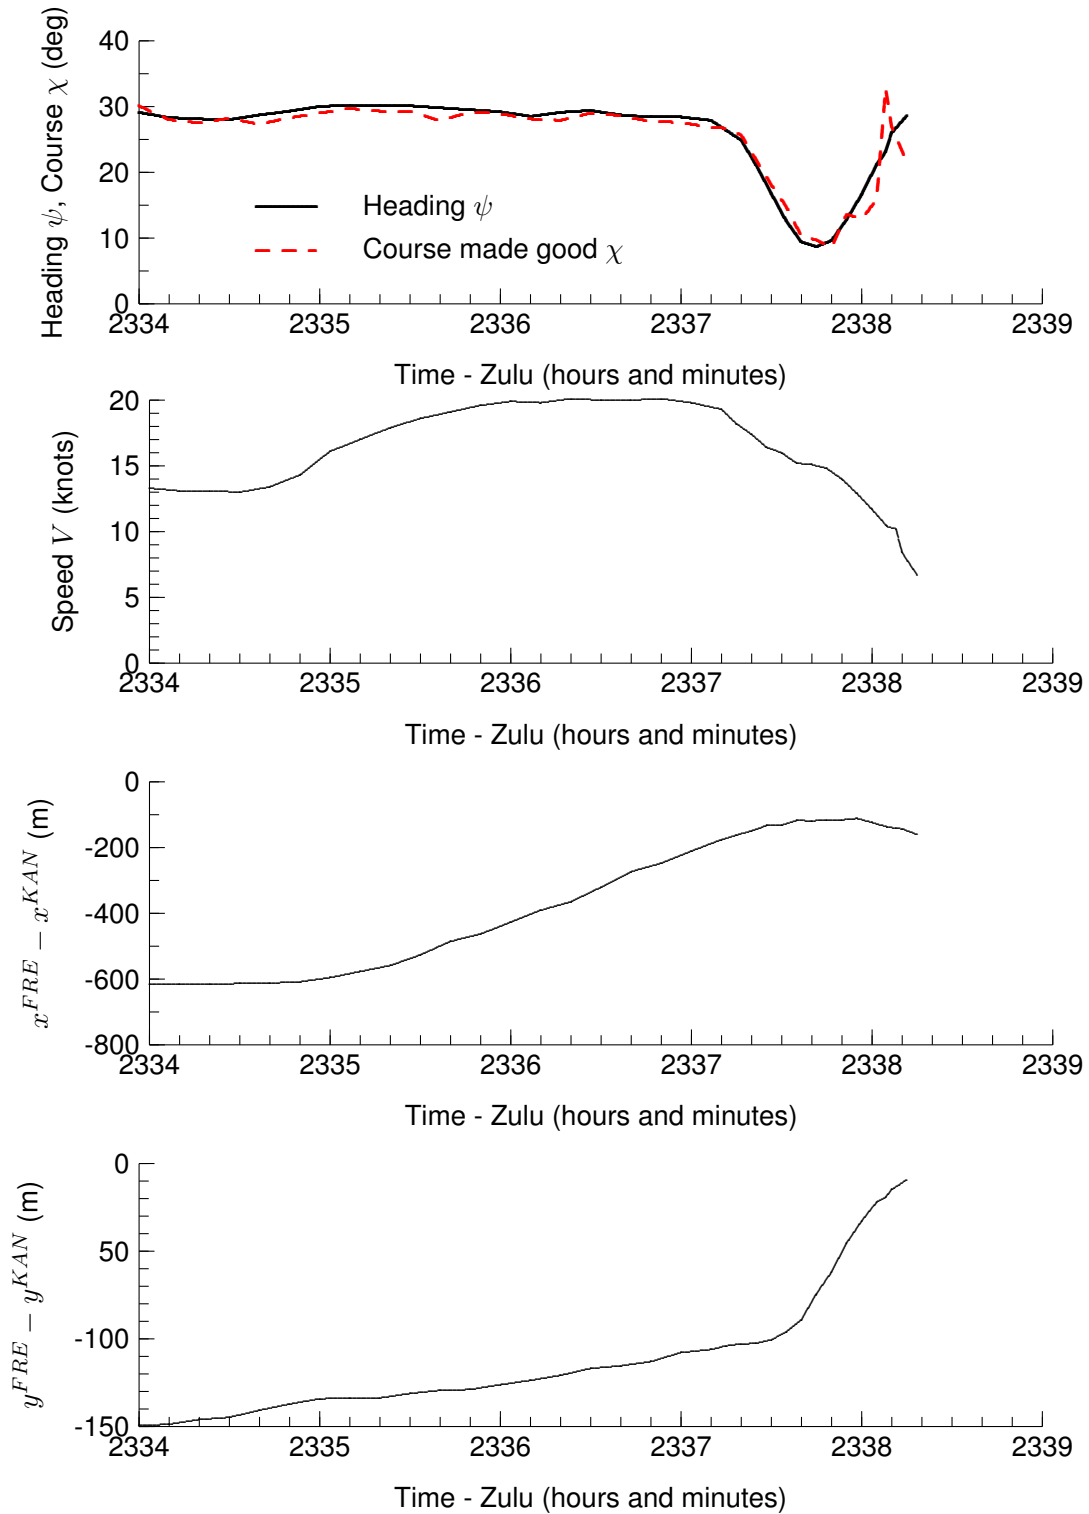 40
30
20
10
0
Heading ψ, Course χ (deg)
Heading ψ
Course made good χ
2334 2335 2336 2337 2338 2339
Time - Zulu (hours and minutes)
20
15
10
5
0
Speed V (knots)
2334 2335 2336 2337 2338 2339
Time - Zulu (hours and minutes)
0
-200
-400
-600
-800
x^{FRE} − x^{KAN} (m)
2334 2335 2336 2337 2338 2339
Time - Zulu (hours and minutes)
0
50
-100
-150
y^{FRE} − y^{KAN} (m)
2334 2335 2336 2337 2338 2339
Time - Zulu (hours and minutes)